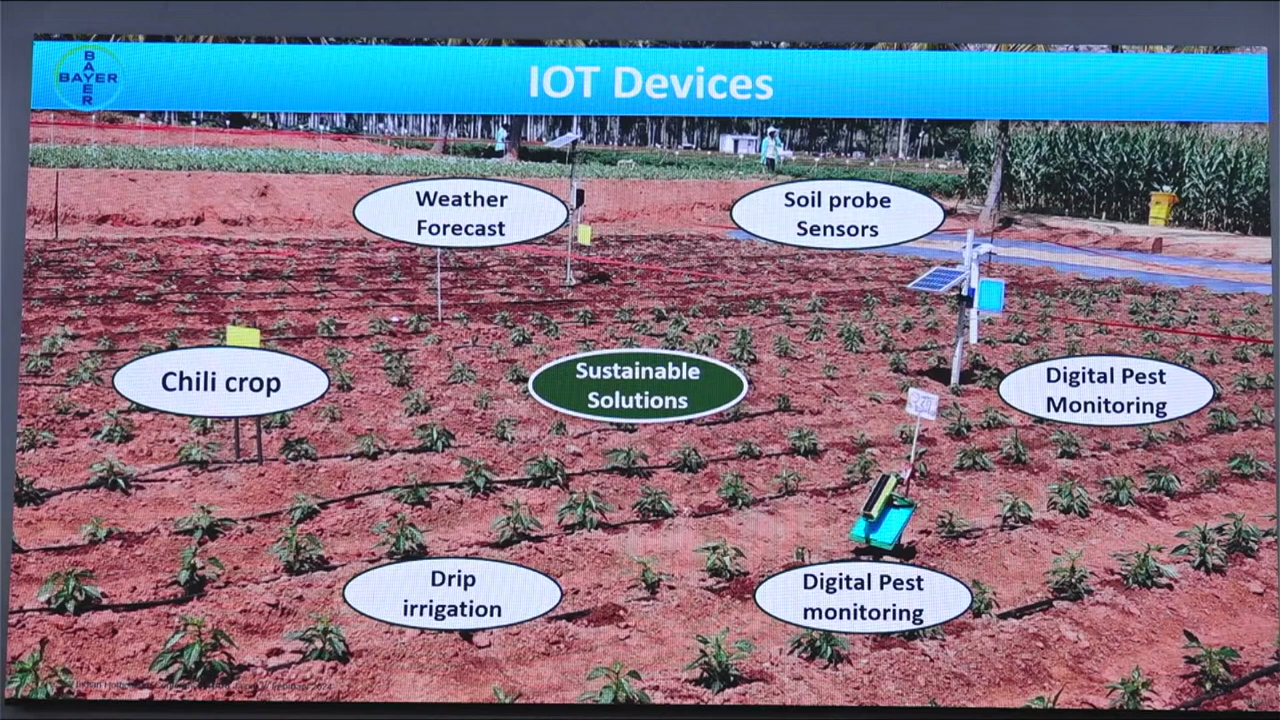 BAYER
BAYER
IOT Devices
Weather
Forecast
Soil probe
Sensors
Chili crop
Sustainable
Solutions
Digital Pest
Monitoring
Drip
irrigation
Digital Pest
monitoring